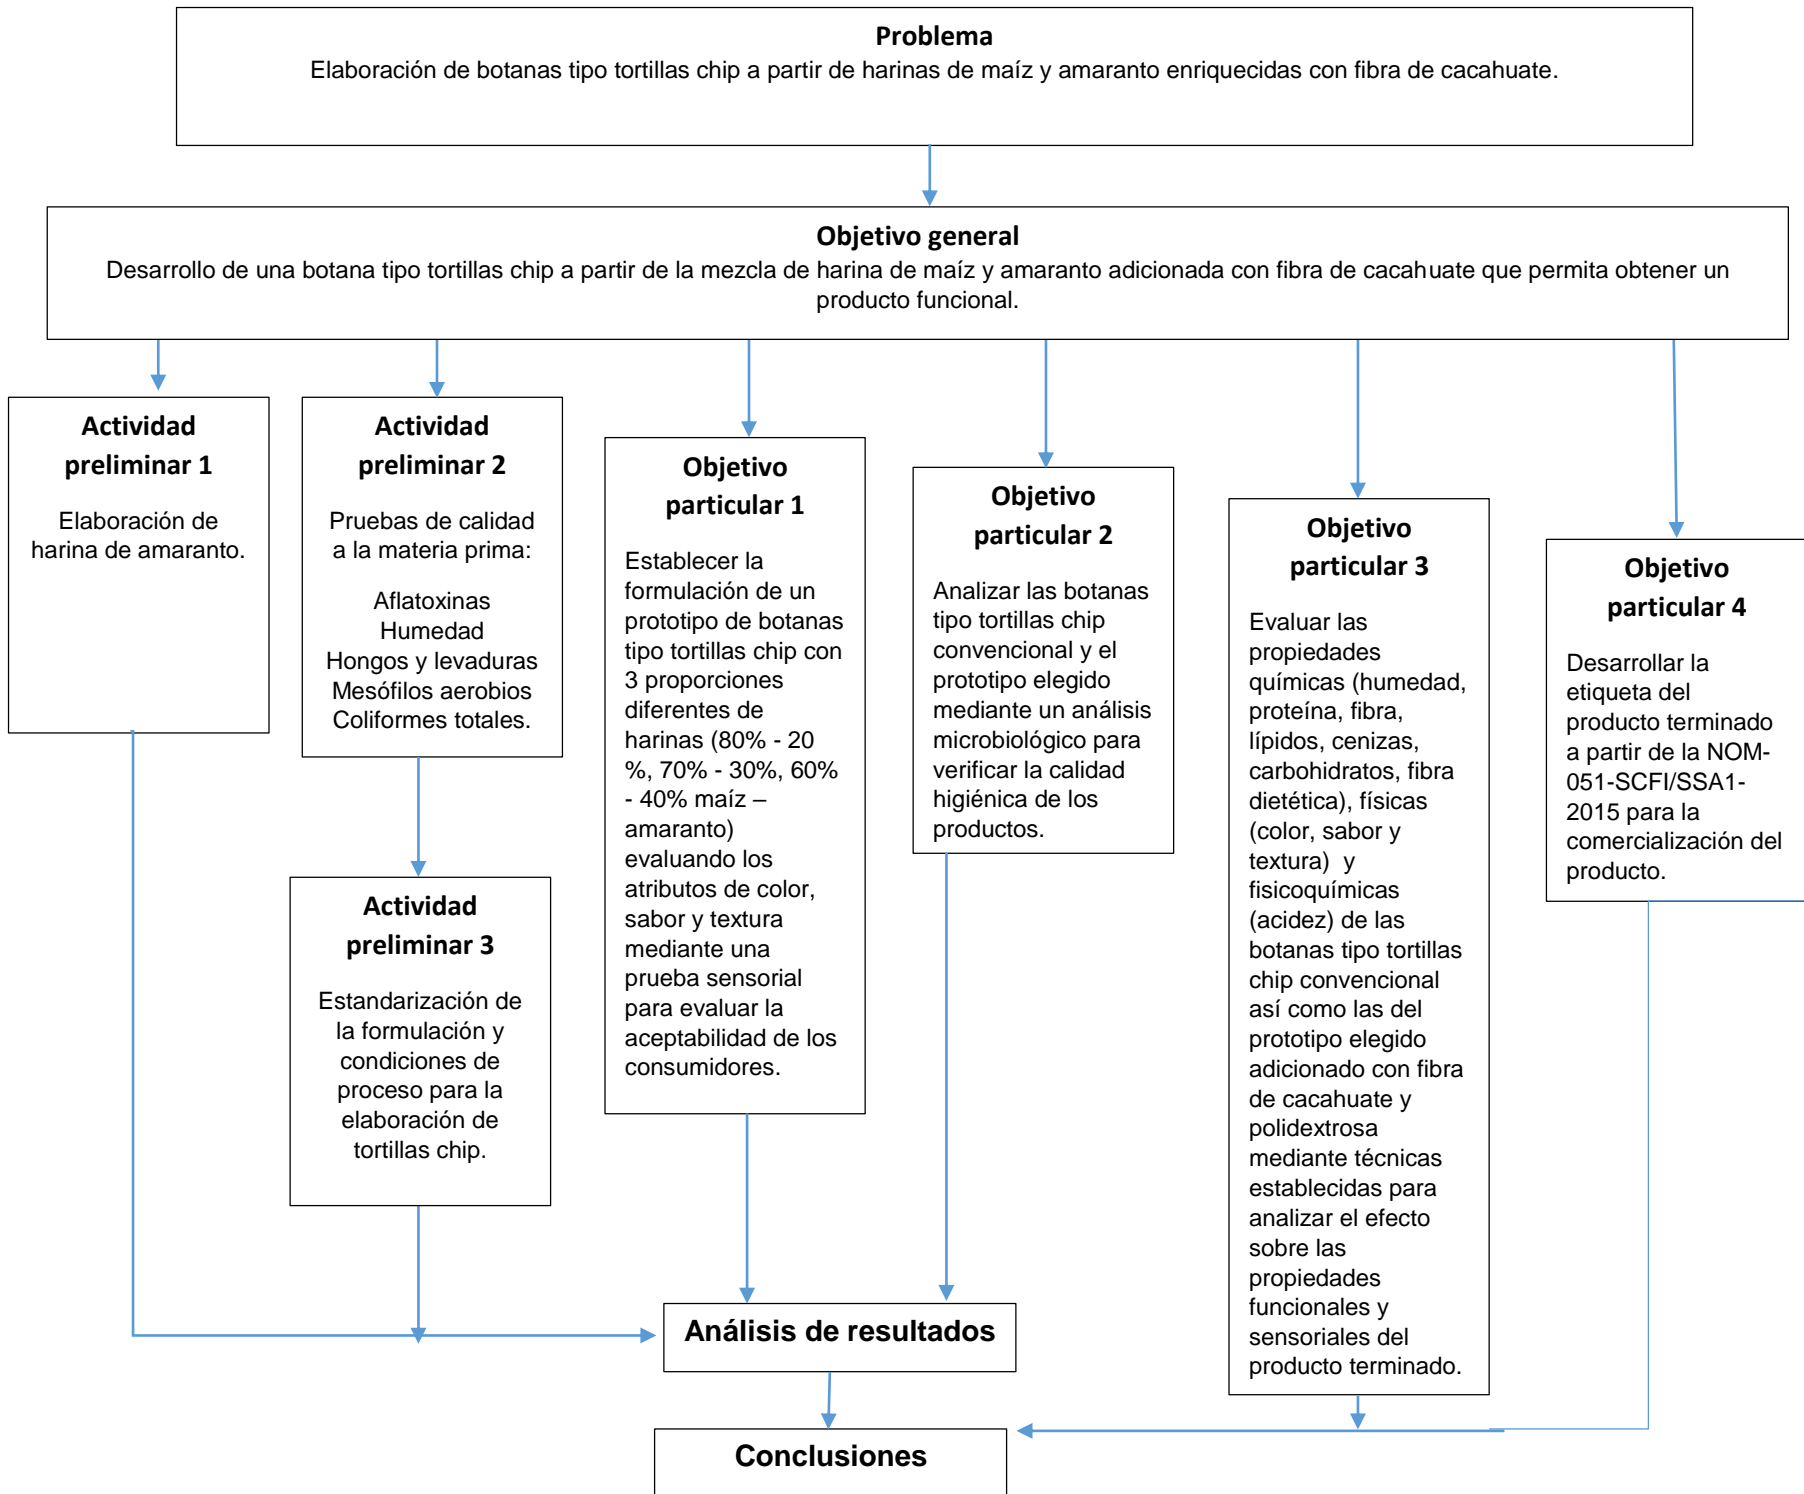 Problema
Elaboración de botanas tipo tortillas chip a partir de harinas de maíz y amaranto enriquecidas con fibra de cacahuate.
Objetivo general
Desarrollo de una botana tipo tortillas chip a partir de la mezcla de harina de maíz y amaranto adicionada con fibra de cacahuate que permita obtener un
producto funcional.
Actividad
preliminar 1
Elaboración de
harina de amaranto.
Actividad
preliminar 2
Pruebas de calidad
a la materia prima:
Aflatoxinas
Humedad
Hongos y levaduras
Mesófilos aerobios
Coliformes totales.
Actividad
preliminar 3
Estandarización de
la formulación y
condiciones de
proceso para la
elaboración de
tortillas chip.
Objetivo
particular 1
Establecer la
formulación de un
prototipo de botanas
tipo tortillas chip con
3 proporciones
diferentes de
harinas (80% - 20
%, 70% - 30%, 60%
- 40% maíz –
amaranto)
evaluando los
atributos de color,
sabor y textura
mediante una
prueba sensorial
para evaluar la
aceptabilidad de los
consumidores.
Objetivo
particular 2
Analizar las botanas
tipo tortillas chip
convencional y el
prototipo elegido
mediante un análisis
microbiológico para
verificar la calidad
higiénica de los
productos.
Objetivo
particular 3
Evaluar las
propiedades
químicas (humedad,
proteína, fibra,
lípidos, cenizas,
carbohidratos, fibra
dietética), físicas
(color, sabor y
textura) y
fisicoquímicas
(acidez) de las
botanas tipo tortillas
chip convencional
así como las del
prototipo elegido
adicionado con fibra
de cacahuate y
polidextrosa
mediante técnicas
establecidas para
analizar el efecto
sobre las
propiedades
funcionales y
sensoriales del
producto terminado.
Objetivo
particular 4
Desarrollar la
etiqueta del
producto terminado
a partir de la NOM-
051-SCFI/SSA1-
2015 para la
comercialización del
producto.
Análisis de resultados
Conclusiones